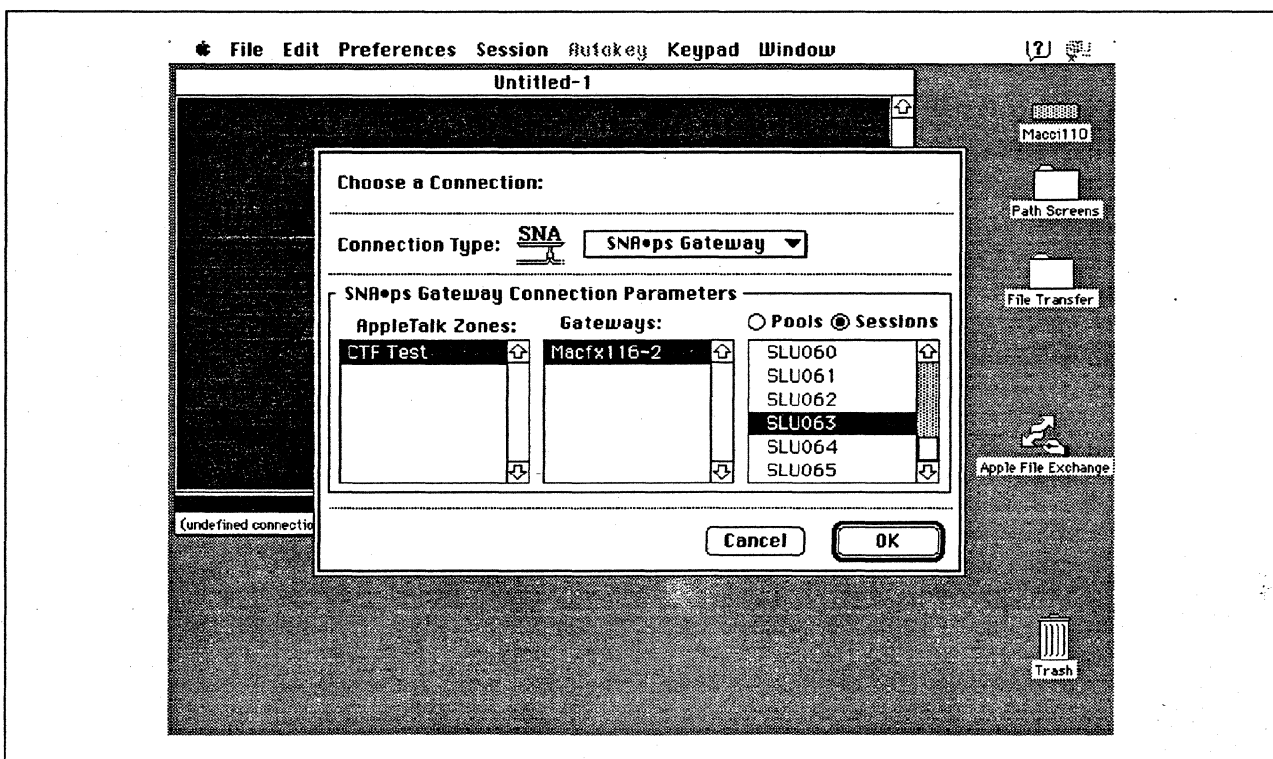 File Edit Preferences Session Autokey Keypad Window
Untitled-1
Macci110
Path Screens
File Transfer
Apple File Exchange
Trash
Choose a Connection:
Connection Type: SNA SNA•ps Gateway
SNA•ps Gateway Connection Parameters
AppleTalk Zones: Gateways: Pools Sessions
CTF Test Macfx116-2 SLU060
SLU061
SLU062
SLU063
SLU064
SLU065
(undefined connectio
Cancel OK